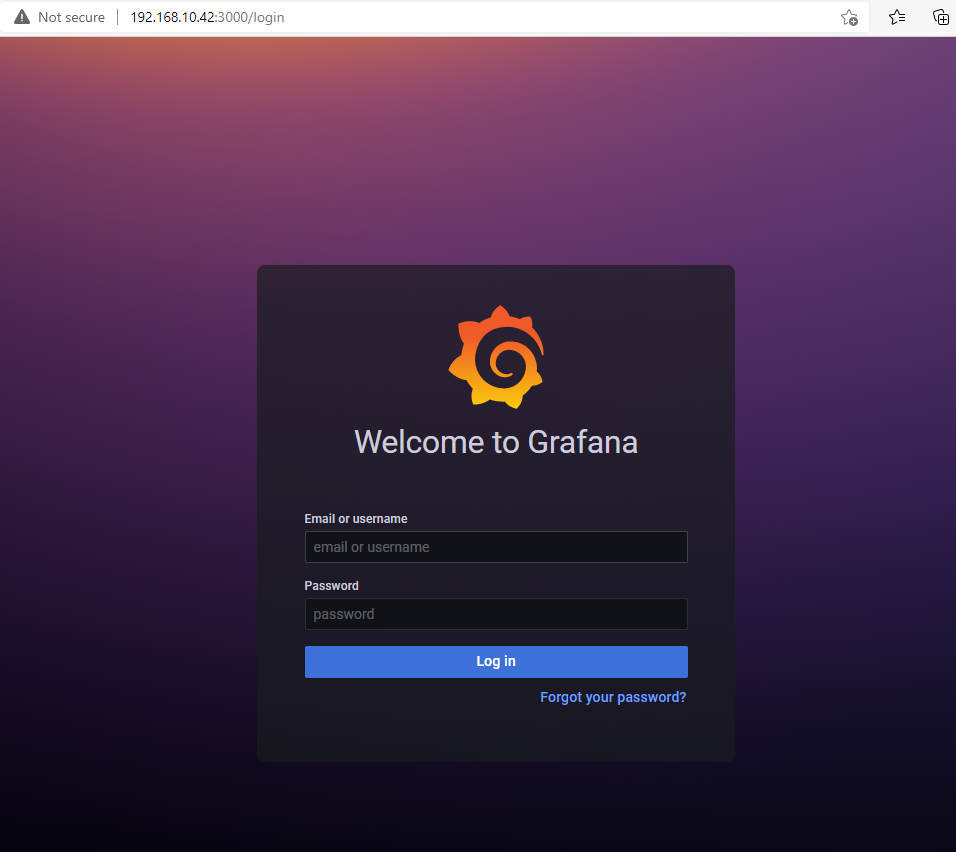 Not secure | 192.168.10.42:3000/login
Welcome to Grafana
Email or username
email or username
Password
password
Log in
Forgot your password?